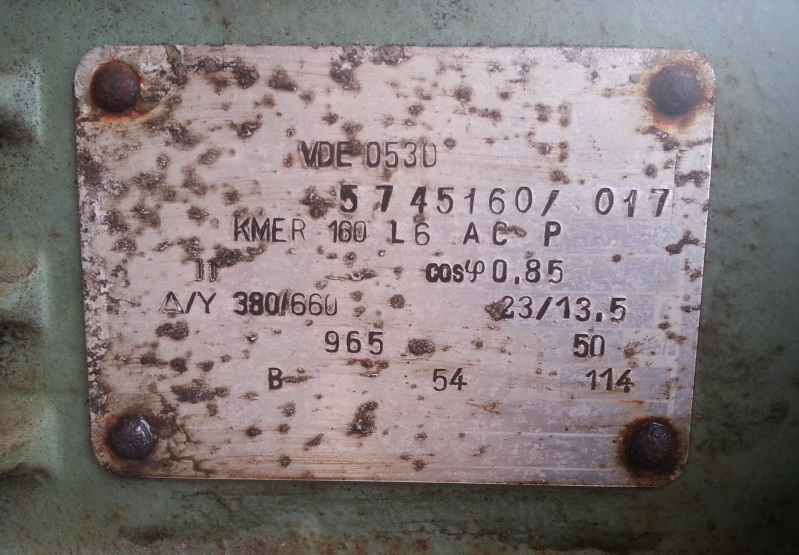 VDE 0530
5745160/ 017
KMER 160 L6 AC P
11 cosφ 0,85
Δ/Y 380/660 23/13,5
965 50
B 54 114